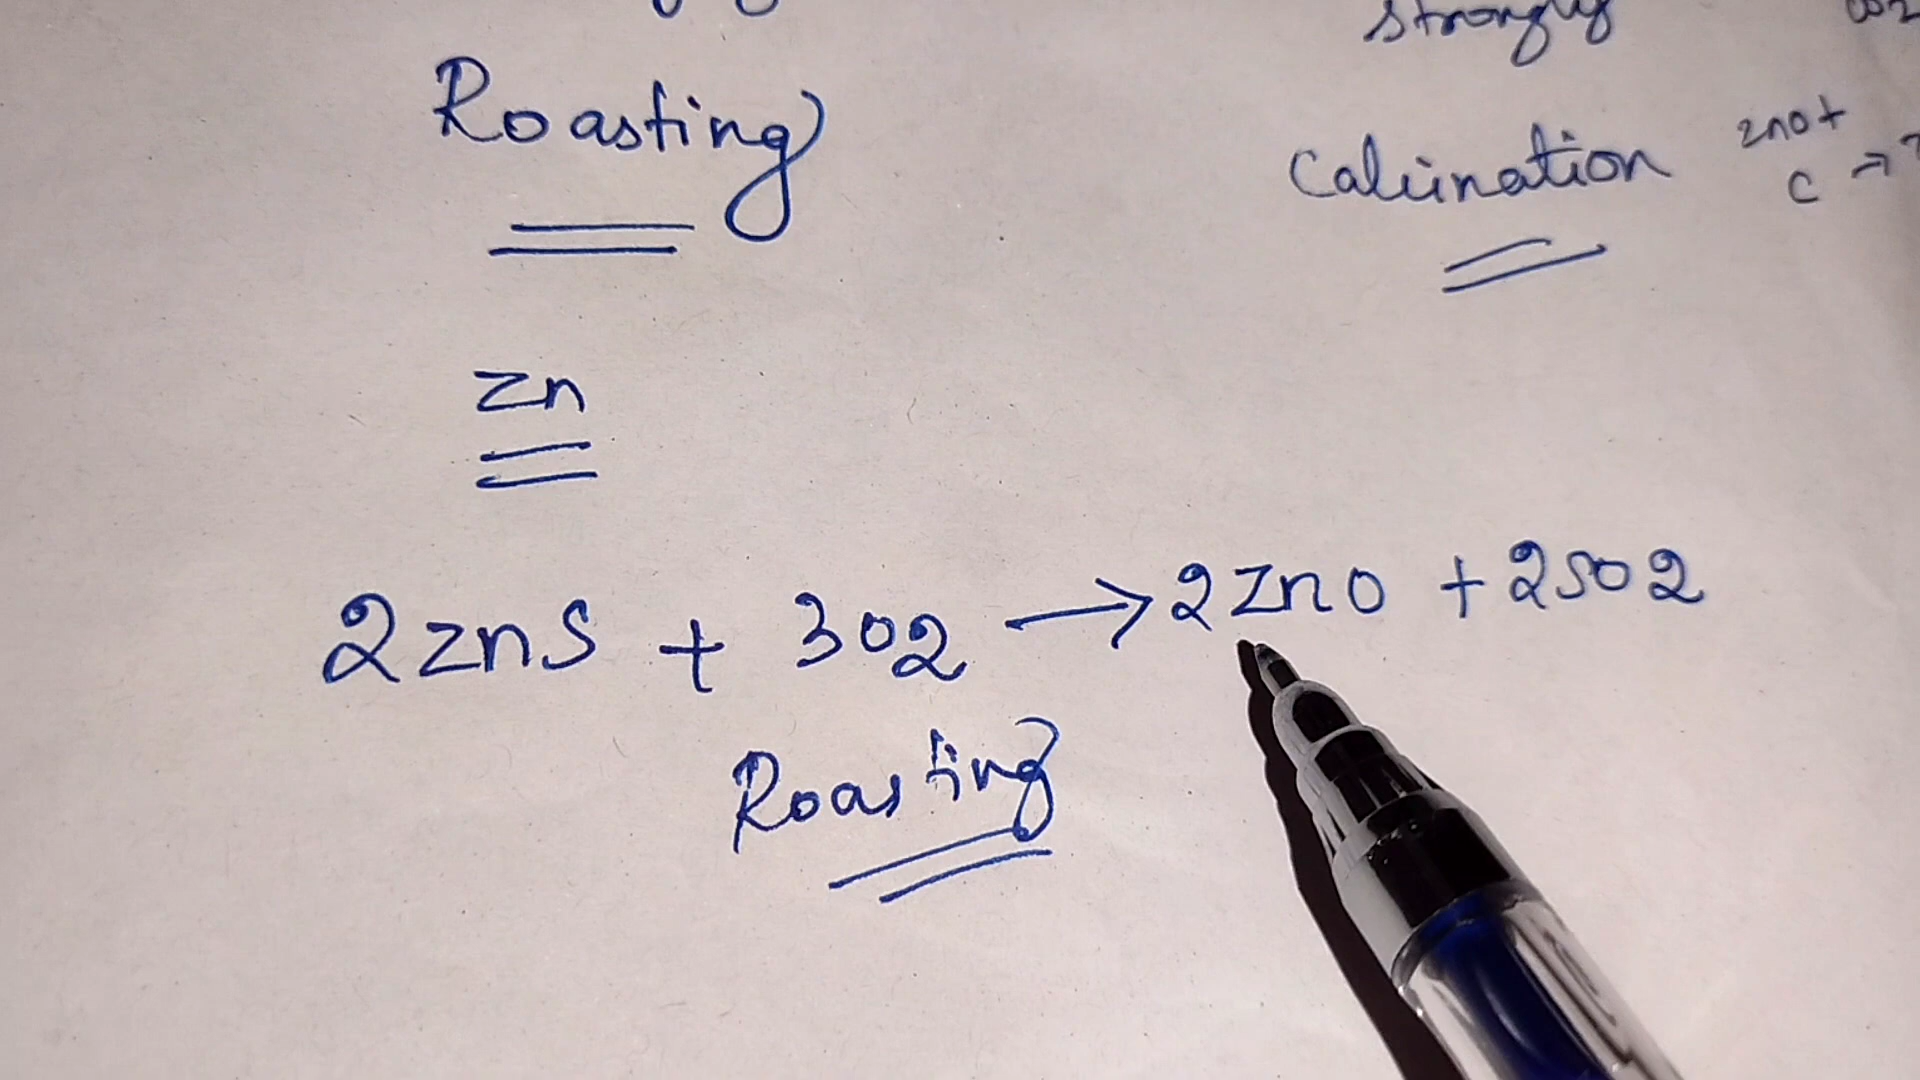 strongly
Roasting
Calcination
znO+
C →
Zn
2ZnS + 3O2 → 2ZnO + 2SO2
Roasting